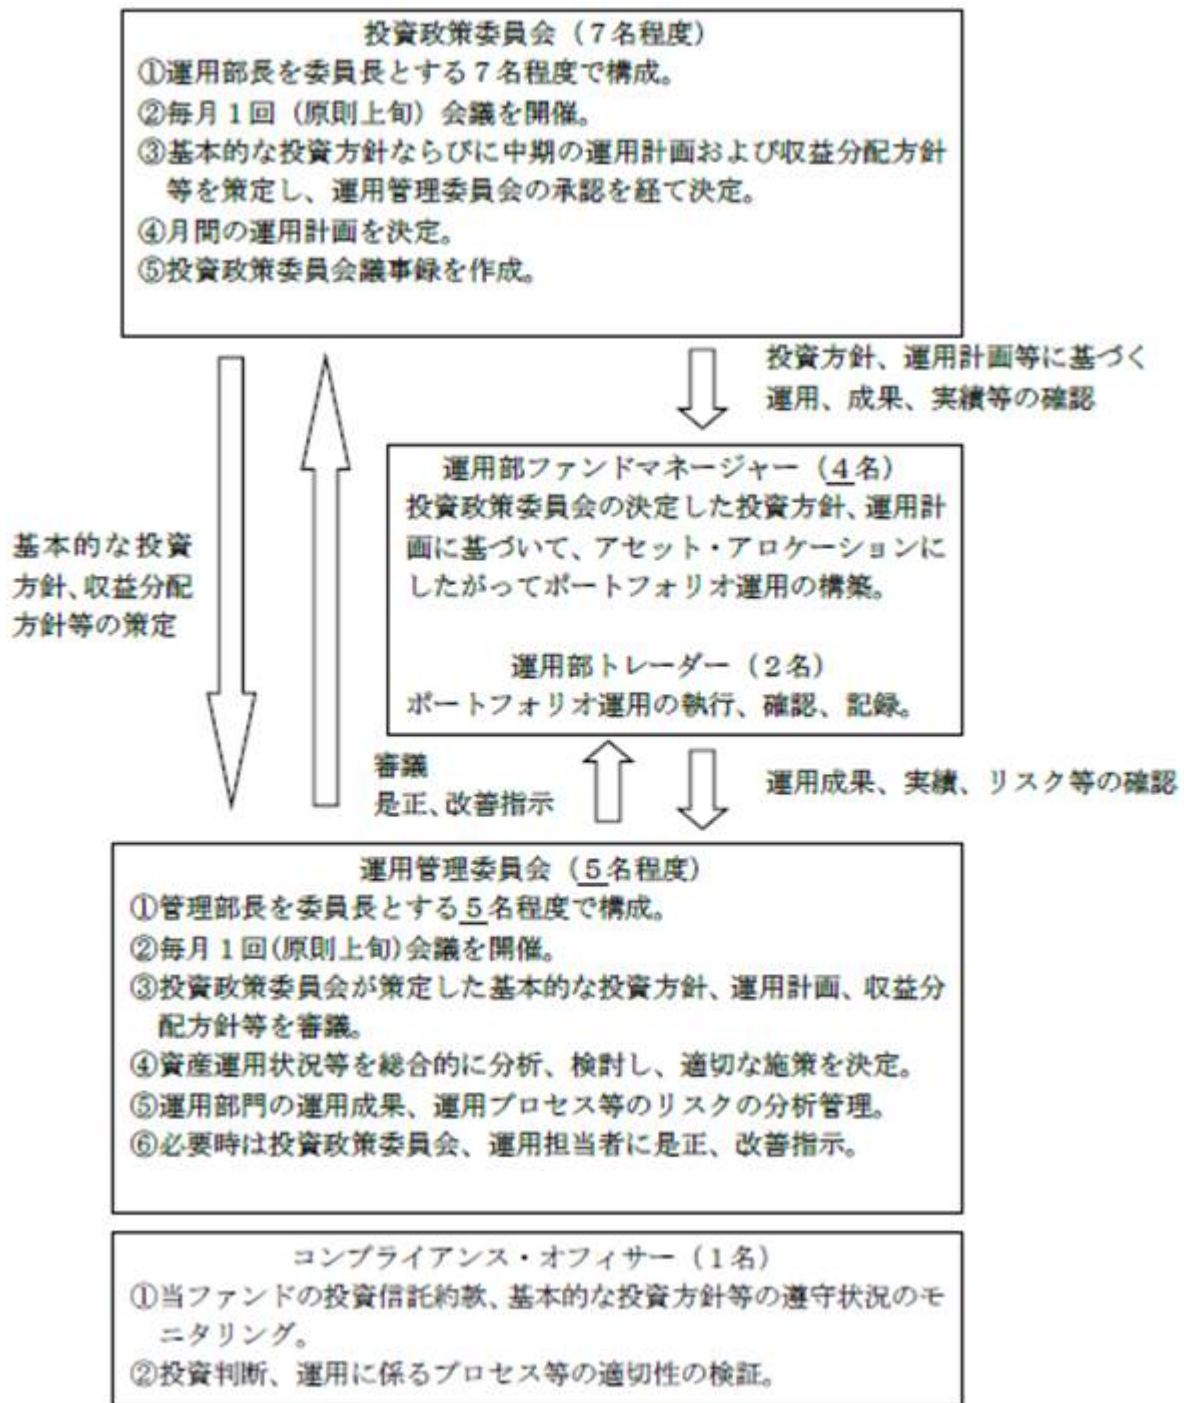 投資政策委員会（７名程度）
①運用部長を委員長とする７名程度で構成。
②毎月１回（原則上旬）会議を開催。
③基本的な投資方針ならびに中期の運用計画および収益分配方針
等を策定し、運用管理委員会の承認を経て決定。
④月間の運用計画を決定。
⑤投資政策委員会議事録を作成。
投資方針、運用計画等に基づく
運用、成果、実績等の確認
運用部ファンドマネージャー（４名）
投資政策委員会の決定した投資方針、運用計
画に基づいて、アセット・アロケーションに
したがってポートフォリオ運用の構築。
運用部トレーダー（２名）
ポートフォリオ運用の執行、確認、記録。
基本的な投資
方針、収益分配
方針等の策定
審議
是正、改善指示
運用成果、実績、リスク等の確認
運用管理委員会（５名程度）
①管理部長を委員長とする５名程度で構成。
②毎月１回(原則上旬)会議を開催。
③投資政策委員会が策定した基本的な投資方針、運用計画、収益分
配方針等を審議。
④資産運用状況等を総合的に分析、検討し、適切な施策を決定。
⑤運用部門の運用成果、運用プロセス等のリスクの分析管理。
⑥必要時は投資政策委員会、運用担当者に是正、改善指示。
コンプライアンス・オフィサー（１名）
①当ファンドの投資信託約款、基本的な投資方針等の遵守状況のモ
ニタリング。
②投資判断、運用に係るプロセス等の適切性の検証。